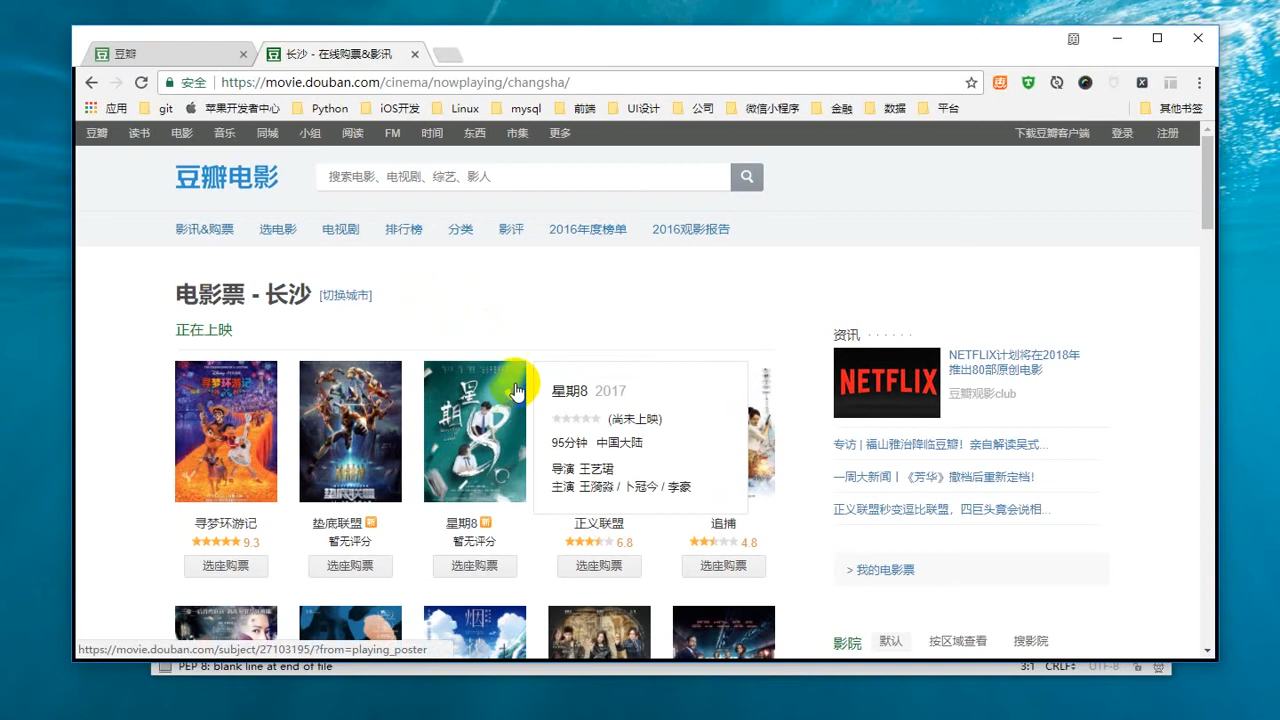 豆瓣
长沙 - 在线购票&影讯
安全 https://movie.douban.com/cinema/nowplaying/changsha/
应用 git 苹果开发者中心 Python iOS开发 Linux mysql 前端 UI设计 公司 微信小程序 金融 数据 平台 其他书签
豆瓣 读书 电影 音乐 同城 小组 阅读 FM 时间 东西 市集 更多 下载豆瓣客户端 登录 注册
豆瓣电影
搜索电影、电视剧、综艺、影人
影讯&购票 选电影 电视剧 排行榜 分类 影评 2016年度榜单 2016观影报告
电影票 - 长沙 [切换城市]
正在上映
寻梦环游记
垫底联盟
星期8
星期8 2017
(尚未上映)
95分钟 中国大陆
导演 王艺珺
主演 王漪淼 / 卜冠今 / 李豪
寻梦环游记 垫底联盟 新 星期8 新 正义联盟 追捕
9.3 暂无评分 暂无评分 6.8 4.8
选座购票 选座购票 选座购票 选座购票 选座购票
资讯 · · · · · ·
NETFLIX
NETFLIX计划将在2018年
推出80部原创电影
豆瓣观影club
专访 | 福山雅治降临豆瓣！亲自解读吴式...
一周大新闻 | 《芳华》撤档后重新定档!
正义联盟秒变逗比联盟，四巨头竟会说相...
> 我的电影票
影院 默认 按区域查看 搜影院
https://movie.douban.com/subject/27103195/?from=playing_poster
PEP 8: blank line at end of file 3:1 CRLF UTF-8